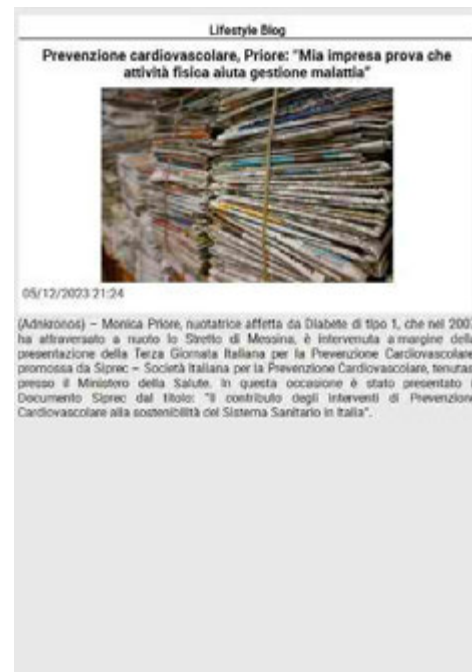 Lifestyle Blog
Prevenzione cardiovascolare, Priore: "Mia impresa prova che
attività fisica aiuta gestione malattia"
05/12/2023 21:24
(Adnkronos) – Monica Priore, nuotatrice affetta da Diabete di tipo 1, che nel
ha attraversato a nuoto lo Stretto di Messina, è intervenuta a margine
presentazione della Terza Giornata Italiana per la Prevenzione Cardiovascolare
promossa da Siprec – Società Italiana per la Prevenzione Cardiovascolare,
presso il Ministero della Salute. In questa occasione è stato presentato
Documento Siprec dal titolo: "Il contributo degli interventi di Prevenzione
Cardiovascolare alla sostenibilità del Sistema Sanitario in Italia".